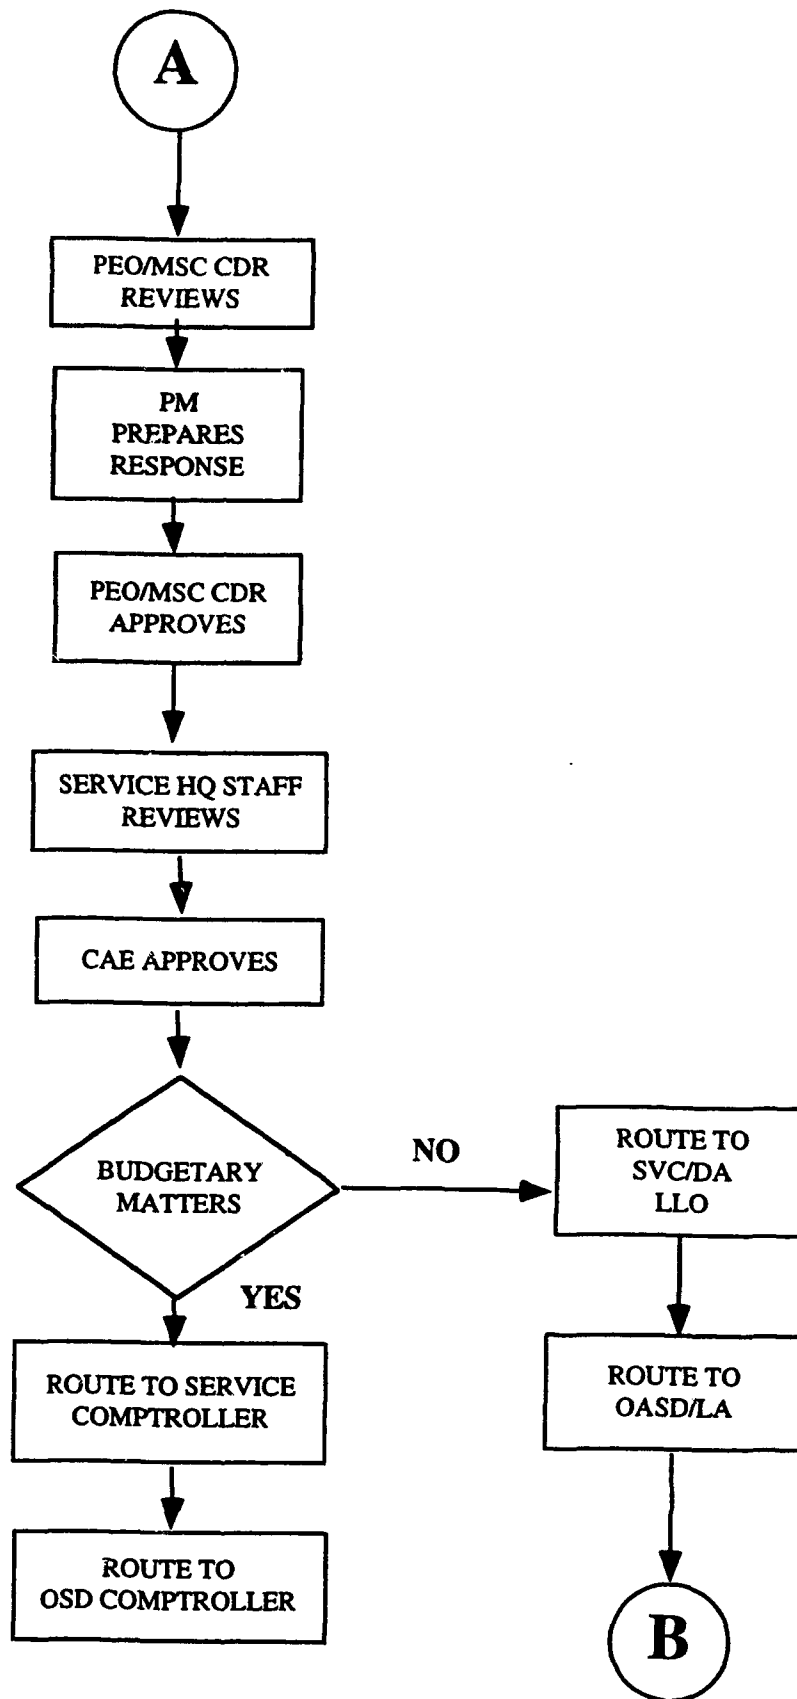 A
PEO/MSC CDR
REVIEWS
PM
PREPARES
RESPONSE
PEO/MSC CDR
APPROVES
SERVICE HQ STAFF
REVIEWS
CAE APPROVES
BUDGETARY
MATTERS
NO
YES
ROUTE TO
SVC/DA
LLO
ROUTE TO SERVICE
COMPTROLLER
ROUTE TO
OASD/LA
ROUTE TO
OSD COMPTROLLER
B